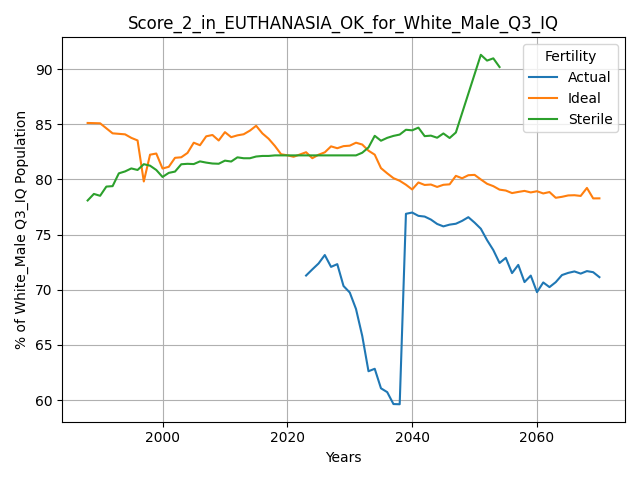 Score_2_in_EUTHANASIA_OK_for_White_Male_Q3_IQ
Fertility
Actual
Ideal
Sterile
% of White_Male Q3_IQ Population
90
85
80
75
70
65
60
2000
2020
2040
2060
Years